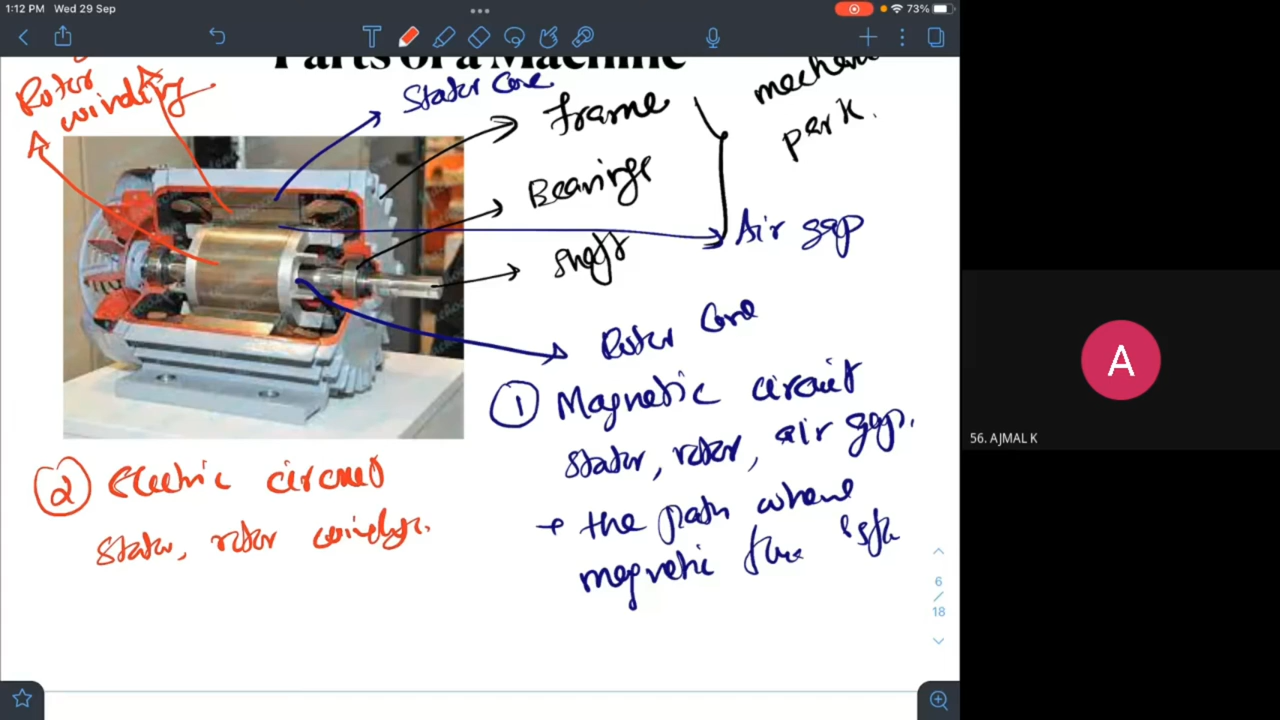 1:12 PM Wed 29 Sep
73%
Parts of a Machine
Rotor
winding
Stator Core
Frame
mechani
park.
Bearings
Air gap
shaft
Rotor Core
① Magnetic circuit
stator, rotor, air gap.
→ the path where
magnetic flux
② Electric circuit
stator, rotor windings.
6
/
18
A
56. AJMAL K